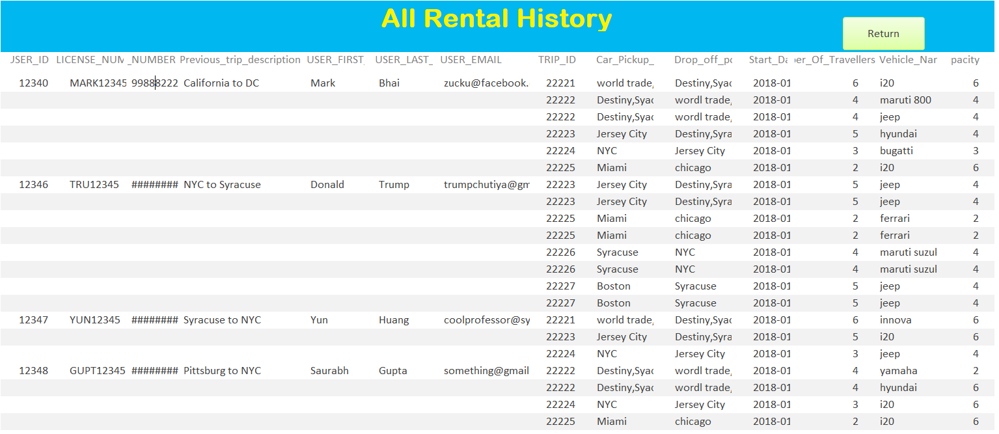 All Rental History
Return
JSER_ID LICENSE_NUM _NUMBER Previous_trip_description USER_FIRST_ USER_LAST_ USER_EMAIL TRIP_ID Car_Pickup_ Drop_off_po Start_Da per_Of_Travellers Vehicle_Nar pacity
12340 MARK12345 99888222 California to DC Mark Bhai zucku@facebook. 22221 world trade, Destiny,Syac 2018-01 6 i20 6
22222 Destiny,Syac wordl trade, 2018-01 4 maruti 800 4
22222 Destiny,Syac wordl trade, 2018-01 4 jeep 4
22223 Jersey City Destiny,Syra 2018-01 5 hyundai 4
22224 NYC Jersey City 2018-01 3 bugatti 3
22225 Miami chicago 2018-01 2 i20 6
12346 TRU12345 ######## NYC to Syracuse Donald Trump trumpchutiya@gm 22223 Jersey City Destiny,Syra 2018-01 5 jeep 4
22223 Jersey City Destiny,Syra 2018-01 5 jeep 4
22225 Miami chicago 2018-01 2 ferrari 2
22225 Miami chicago 2018-01 2 ferrari 2
22226 Syracuse NYC 2018-01 4 maruti suzul 4
22226 Syracuse NYC 2018-01 4 maruti suzul 4
22227 Boston Syracuse 2018-01 5 jeep 4
22227 Boston Syracuse 2018-01 5 jeep 4
12347 YUN12345 ######## Syracuse to NYC Yun Huang coolprofessor@sy 22221 world trade, Destiny,Syac 2018-01 6 innova 6
22223 Jersey City Destiny,Syra 2018-01 5 i20 6
22224 NYC Jersey City 2018-01 3 jeep 4
12348 GUPT12345 ######## Pittsburg to NYC Saurabh Gupta something@gmail 22222 Destiny,Syac wordl trade, 2018-01 4 yamaha 2
22222 Destiny,Syac wordl trade, 2018-01 4 hyundai 6
22224 NYC Jersey City 2018-01 3 i20 6
22225 Miami chicago 2018-01 2 i20 6